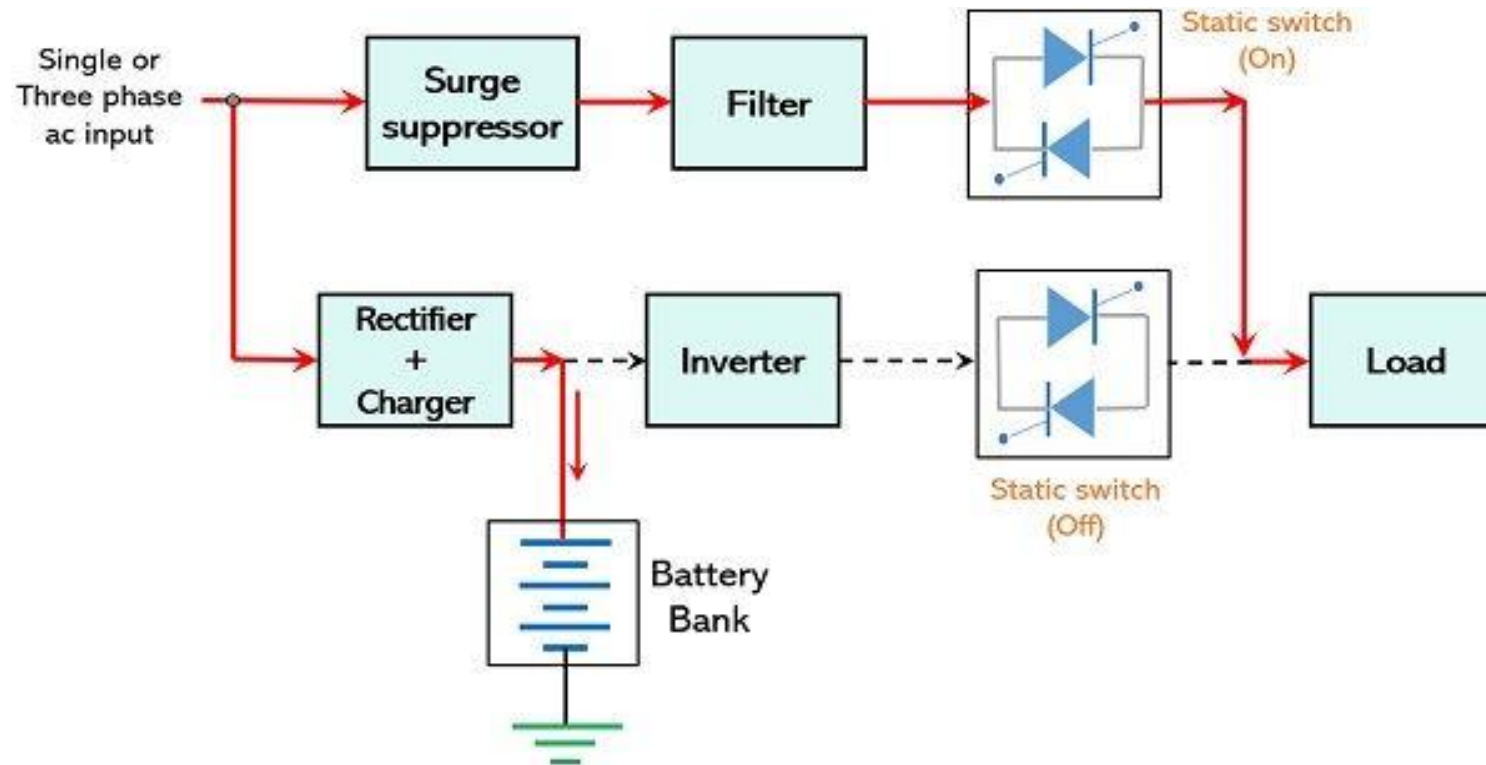 Single or
Three phase
ac input
Surge
suppressor
Filter
Static switch
(On)
Rectifier
+
Charger
Inverter
Static switch
(Off)
Load
Battery
Bank